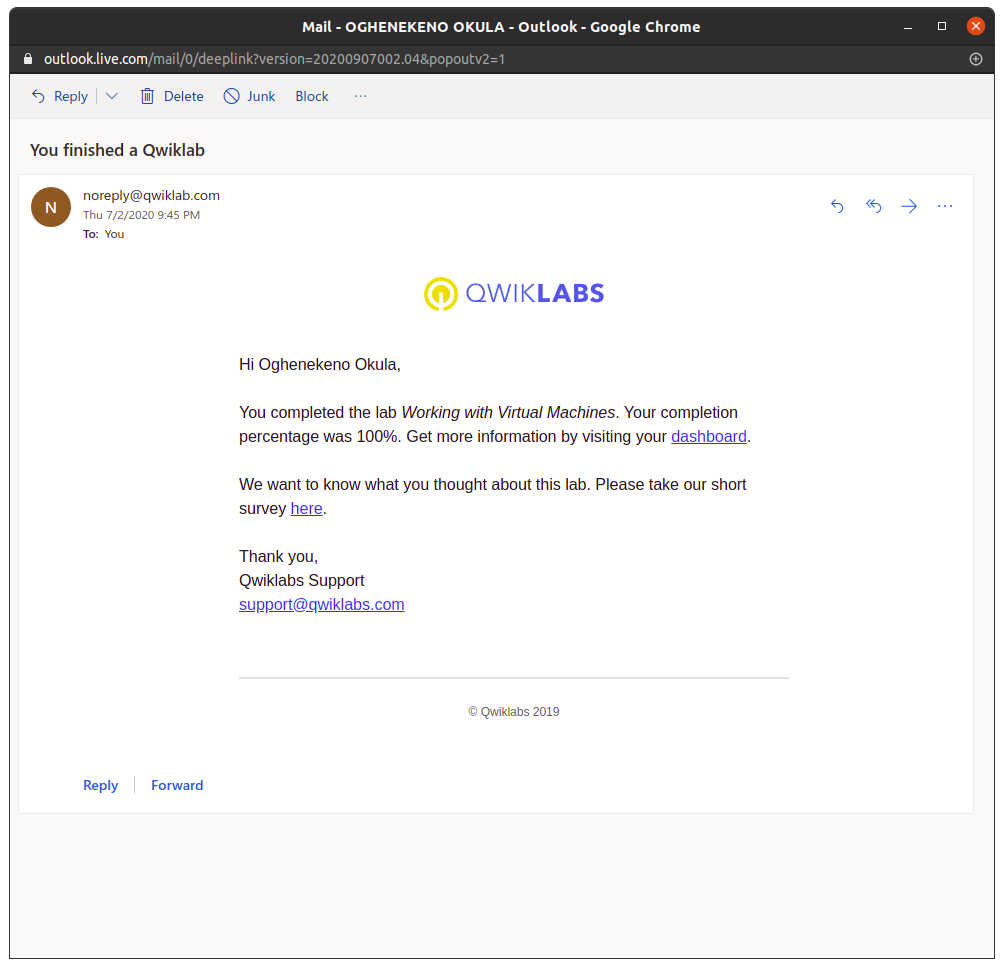 Mail - OGHENEKENO OKULA - Outlook - Google Chrome
outlook.live.com/mail/0/deeplink?version=20200907002.04&popoutv2=1
Reply Delete Junk Block ...
You finished a Qwiklab
N
noreply@qwiklab.com
Thu 7/2/2020 9:45 PM
To: You
QWIKLABS
Hi Oghenekeno Okula,
You completed the lab Working with Virtual Machines. Your completion
percentage was 100%. Get more information by visiting your dashboard.
We want to know what you thought about this lab. Please take our short
survey here.
Thank you,
Qwiklabs Support
support@qwiklabs.com
© Qwiklabs 2019
Reply Forward